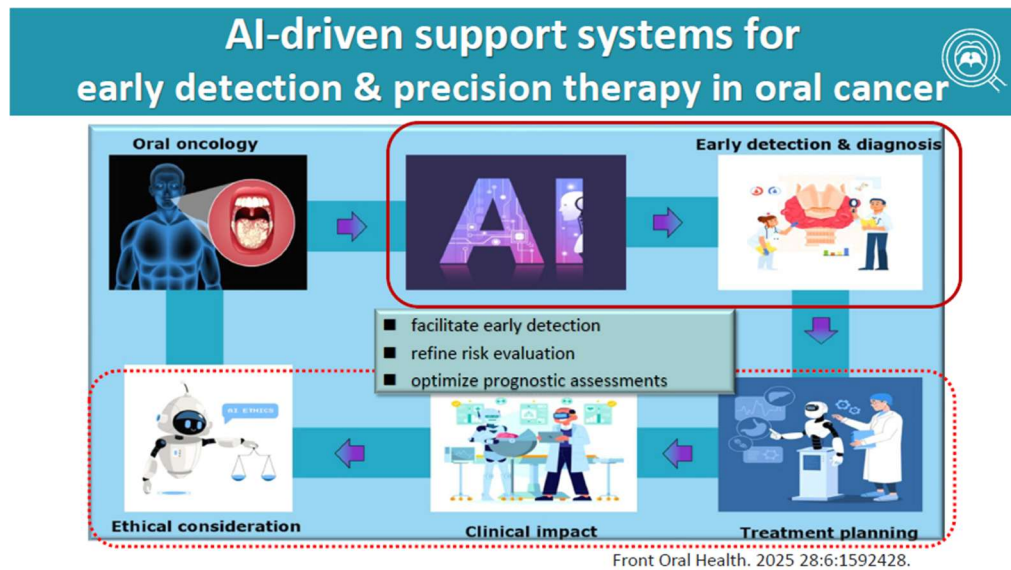 AI-driven support systems for
early detection & precision therapy in oral cancer
Oral oncology
AI
Early detection & diagnosis
■ facilitate early detection
■ refine risk evaluation
■ optimize prognostic assessments
AI ETHICS
Ethical consideration
Clinical impact
Treatment planning
Front Oral Health. 2025 28:6:1592428.